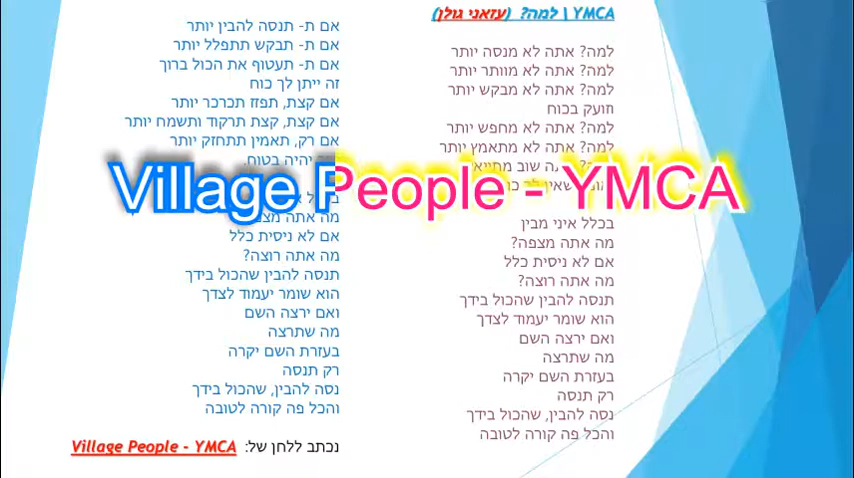 YMCA | למה? (עזאני גולן)
למה? אתה לא מנסה יותר
למה? אתה לא מוותר יותר
למה? אתה לא מבקש יותר
וזועק בכוח
למה? אתה לא מחפש יותר
למה? אתה לא מתאמץ יותר
שוב
בכלל איני מבין
מה אתה מצפה?
אם לא ניסית כלל
מה אתה רוצה?
תנסה להבין שהכול בידך
הוא שומר יעמוד לצדך
ואם ירצה השם
מה שתרצה
בעזרת השם יקרה
רק תנסה
נסה להבין, שהכול בידך
והכל פה קורה לטובה
אם ת- תנסה להבין יותר
אם ת- תבקש תתפלל יותר
אם ת- תעטוף את הכול ברוך
זה ייתן לך כוח
אם קצת, תפזז תכרכר יותר
אם קצת, קצת תרקוד ותשמח יותר
אם רק, תאמין תתחזק יותר
יהיה בטוח.
Village People - YMCA
מה אתה
אם לא ניסית כלל
מה אתה רוצה?
תנסה להבין שהכול בידך
הוא שומר יעמוד לצדך
ואם ירצה השם
מה שתרצה
בעזרת השם יקרה
רק תנסה
נסה להבין, שהכול בידך
והכל פה קורה לטובה
נכתב ללחן של: Village People - YMCA